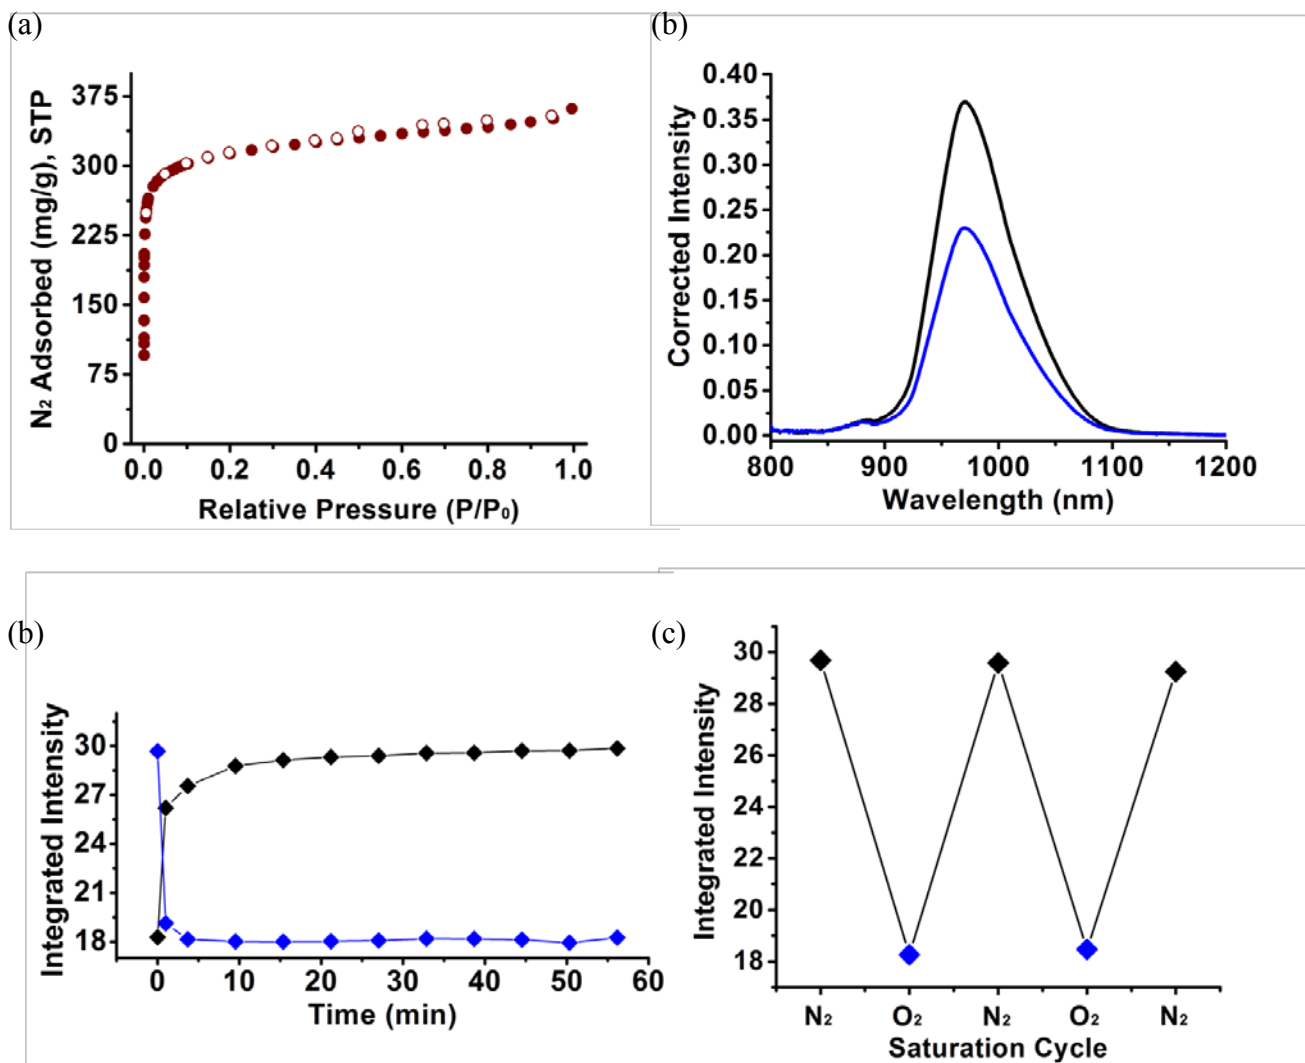 (a)
N₂ Adsorbed (mg/g), STP
375
300
225
150
75
0
0.0 0.2 0.4 0.6 0.8 1.0
Relative Pressure (P/P₀)
(b)
Corrected Intensity
0.40
0.35
0.30
0.25
0.20
0.15
0.10
0.05
0.00
800 900 1000 1100 1200
Wavelength (nm)
(b)
Integrated Intensity
30
27
24
21
18
0 10 20 30 40 50 60
Time (min)
(c)
Integrated Intensity
30
28
26
24
22
20
18
N₂ O₂ N₂ O₂ N₂
Saturation Cycle